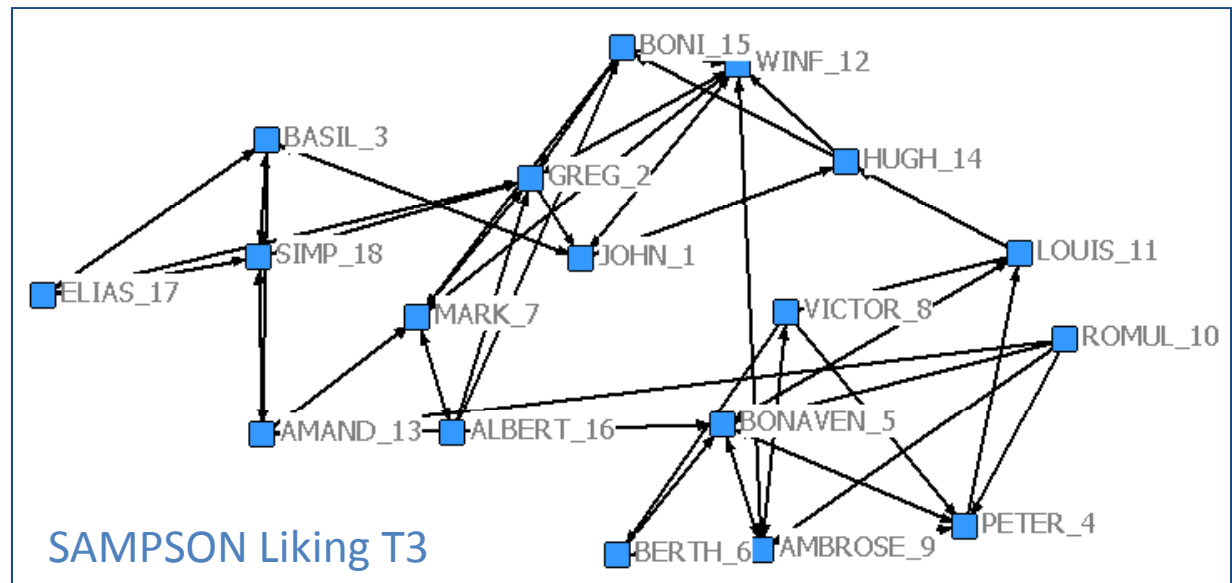 BONI_15
WINF_12
BASIL_3
HUGH_14
GREG_2
SIMP_18
JOHN_1
LOUIS_11
ELIAS_17
MARK_7
VICTOR_8
ROMUL_10
AMAND_13
ALBERT_16
BONAVEN_5
PETER_4
BERTH_6
AMBROSE_9
SAMPSON Liking T3